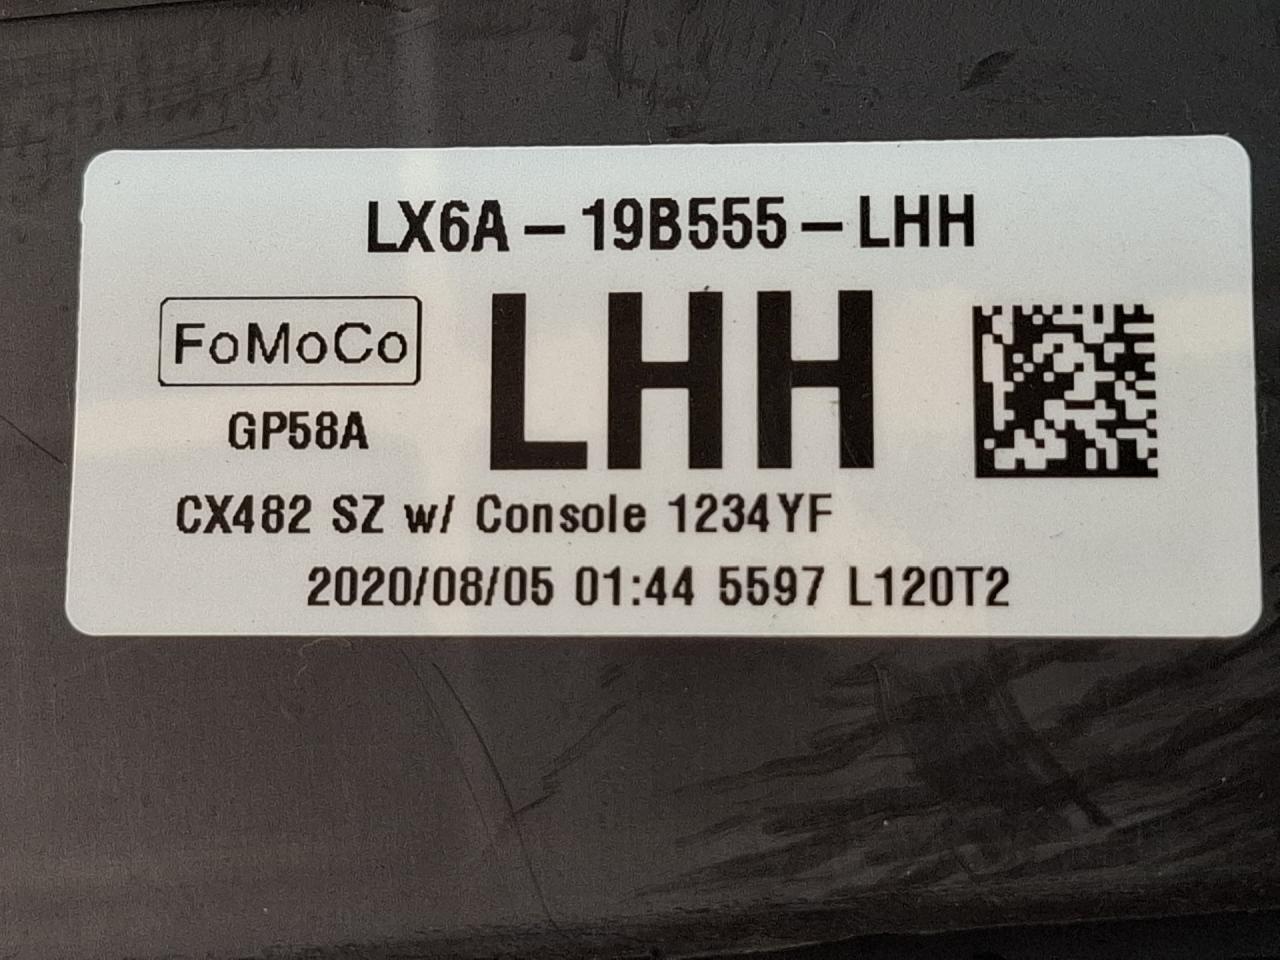 LX6A-19B555-LHH
FoMoCo
LHH
GP58A
CX482 SZ w/ Console 1234YF
2020/08/05 01:44 5597 L120T2